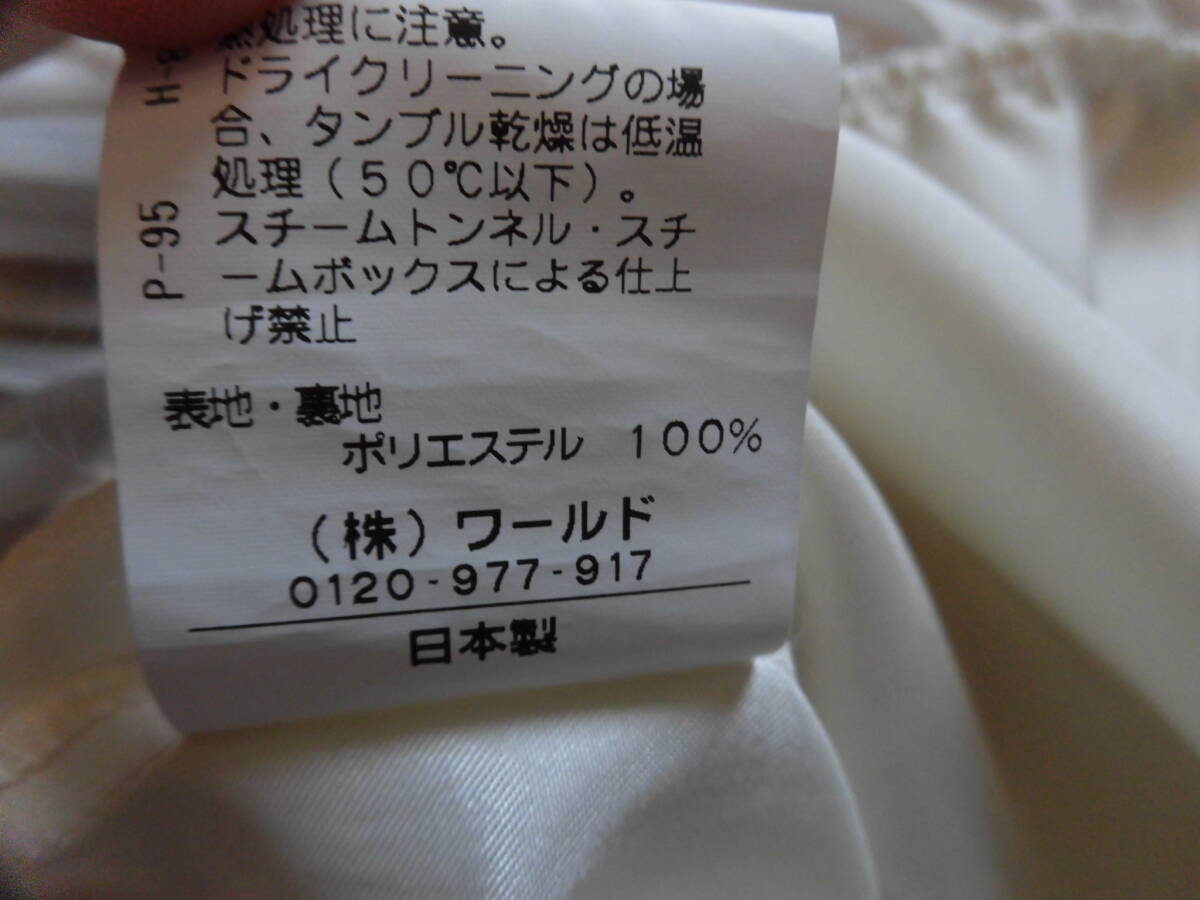 処理に注意。
ドライクリーニングの場
合、タンブル乾燥は低温
処理（５０℃以下）。
スチームトンネル・スチ
ームボックスによる仕上
げ禁止
表地・裏地
ポリエステル １００％
（株）ワールド
0120-977-917
日本製
P-95